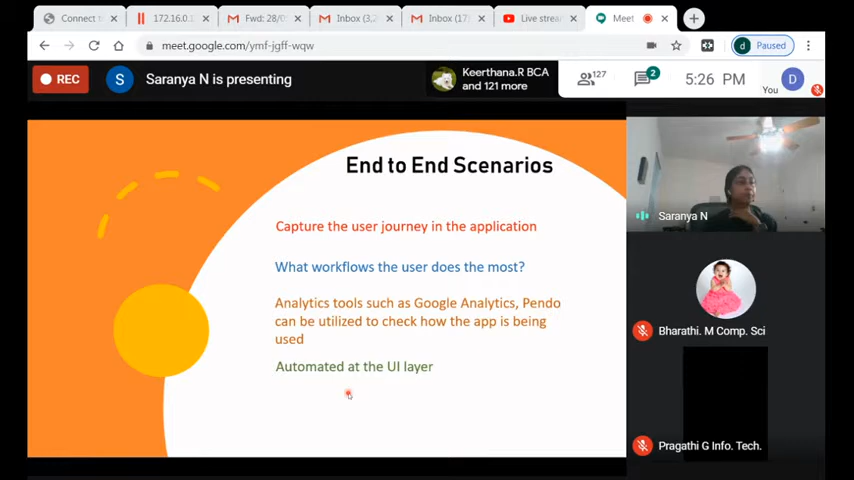 Connect t
172.16.0.1
Fwd: 28/0
Inbox (3,2
Inbox (17)
Live strea
Meet
meet.google.com/ymf-jgff-wqw
d
Paused
REC
S
Saranya N is presenting
Keerthana.R BCA
and 121 more
127
2
5:26 PM
You
D
End to End Scenarios
Capture the user journey in the application
What workflows the user does the most?
Analytics tools such as Google Analytics, Pendo
can be utilized to check how the app is being
used
Automated at the UI layer
Saranya N
Bharathi. M Comp. Sci
Pragathi G Info. Tech.